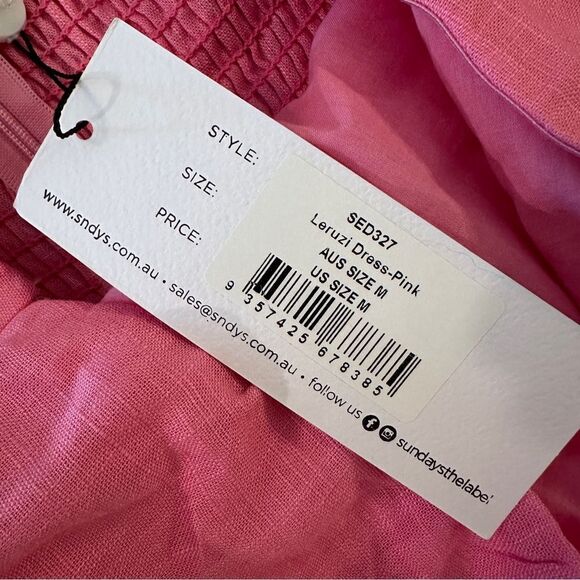 STYLE:
SIZE:
PRICE:
SED327
Leruzi Dress-Pink
AUS SIZE M
US SIZE M
9 357425 678385
www.sndys.com.au • sales@sndys.com.au • follow us sundaysthelabel